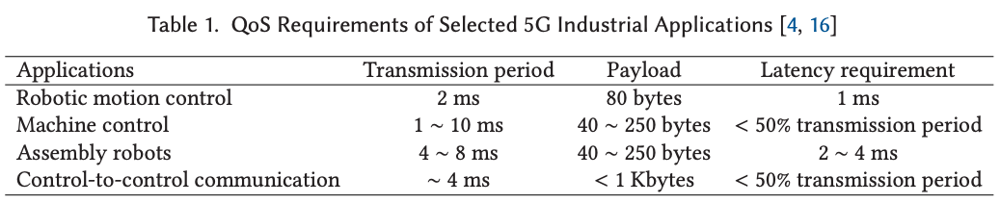 Table 1. QoS Requirements of Selected 5G Industrial Applications [4, 16]
Applications Transmission period Payload Latency requirement
Robotic motion control 2 ms 80 bytes 1 ms
Machine control 1 ~ 10 ms 40 ~ 250 bytes < 50% transmission period
Assembly robots 4 ~ 8 ms 40 ~ 250 bytes 2 ~ 4 ms
Control-to-control communication ~ 4 ms < 1 Kbytes < 50% transmission period